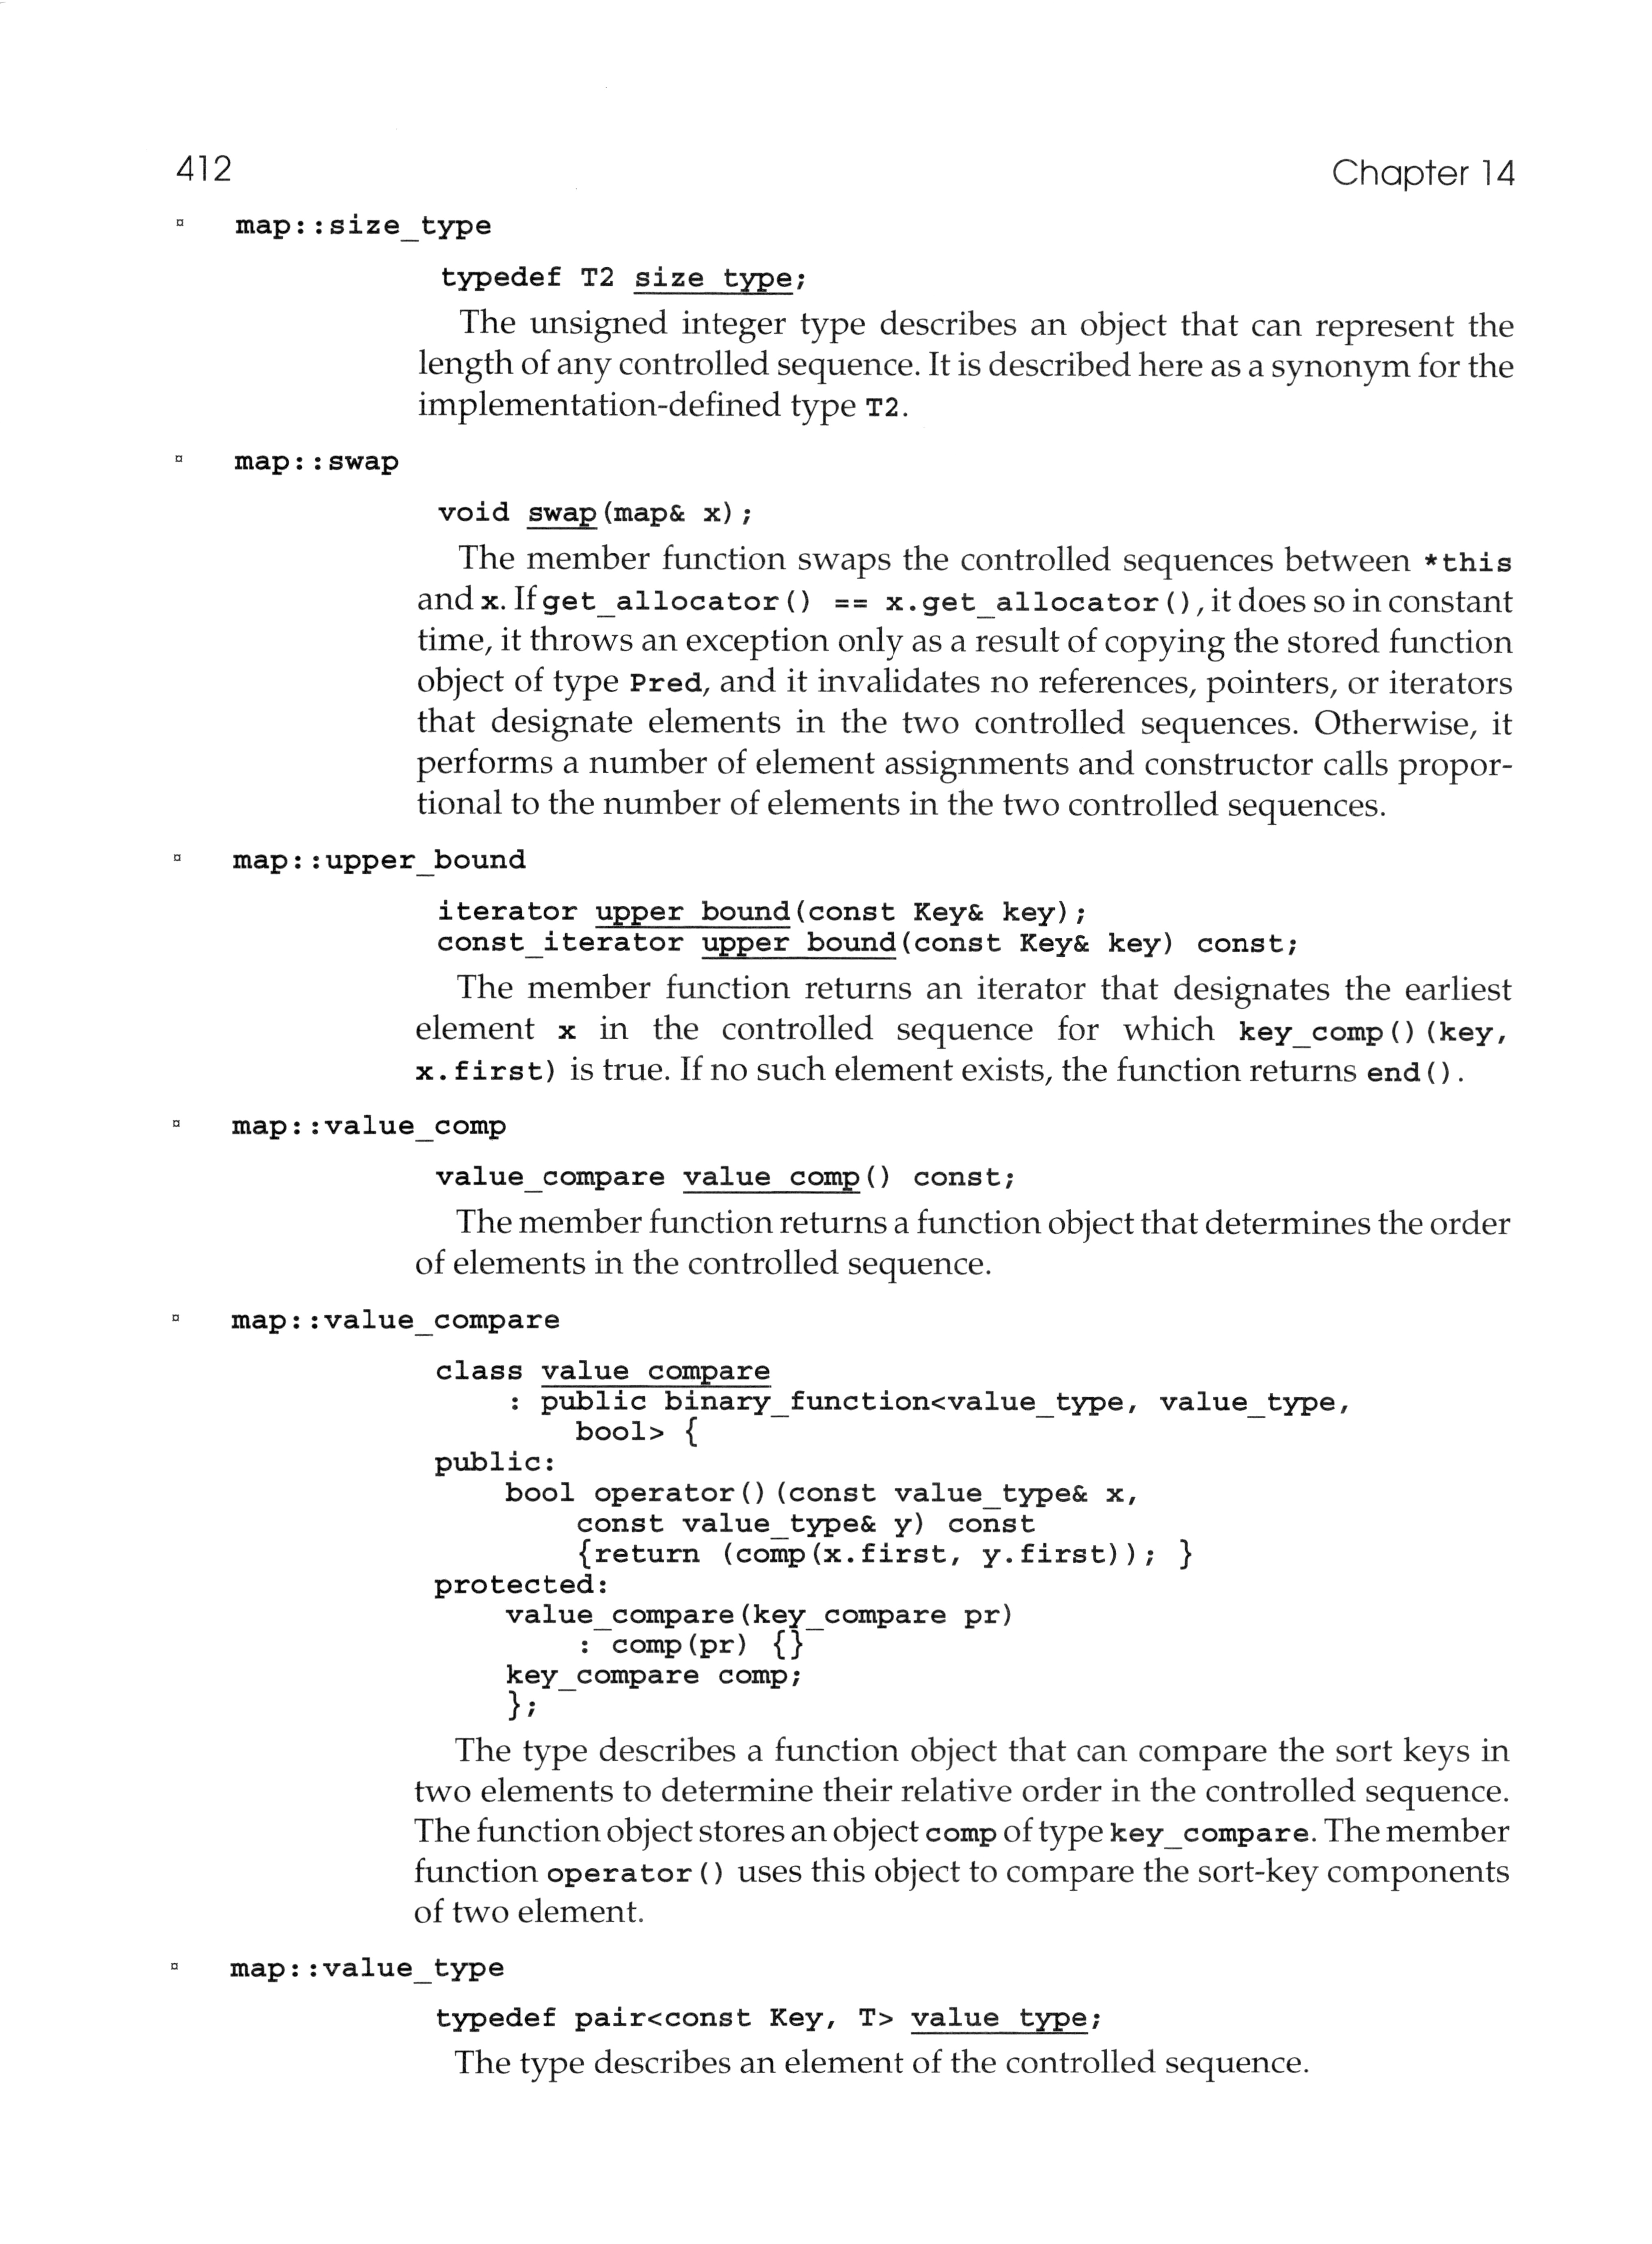 412
Chapter 14
¤ map::size_type
typedef T2 size_type;
The unsigned integer type describes an object that can represent the
length of any controlled sequence. It is described here as a synonym for the
implementation-defined type T2.
¤ map::swap
void swap(map& x);
The member function swaps the controlled sequences between *this
and x. If get_allocator() == x.get_allocator(), it does so in constant
time, it throws an exception only as a result of copying the stored function
object of type Pred, and it invalidates no references, pointers, or iterators
that designate elements in the two controlled sequences. Otherwise, it
performs a number of element assignments and constructor calls propor-
tional to the number of elements in the two controlled sequences.
¤ map::upper_bound
iterator upper_bound(const Key& key);
const_iterator upper_bound(const Key& key) const;
The member function returns an iterator that designates the earliest
element x in the controlled sequence for which key_comp()(key,
x.first) is true. If no such element exists, the function returns end().
¤ map::value_comp
value_compare value_comp() const;
The member function returns a function object that determines the order
of elements in the controlled sequence.
¤ map::value_compare
class value_compare
: public binary_function<value_type, value_type,
bool> {
public:
bool operator()(const value_type& x,
const value_type& y) const
{return (comp(x.first, y.first)); }
protected:
value_compare(key_compare pr)
: comp(pr) {}
key_compare comp;
};
The type describes a function object that can compare the sort keys in
two elements to determine their relative order in the controlled sequence.
The function object stores an object comp of type key_compare. The member
function operator() uses this object to compare the sort-key components
of two element.
¤ map::value_type
typedef pair<const Key, T> value_type;
The type describes an element of the controlled sequence.